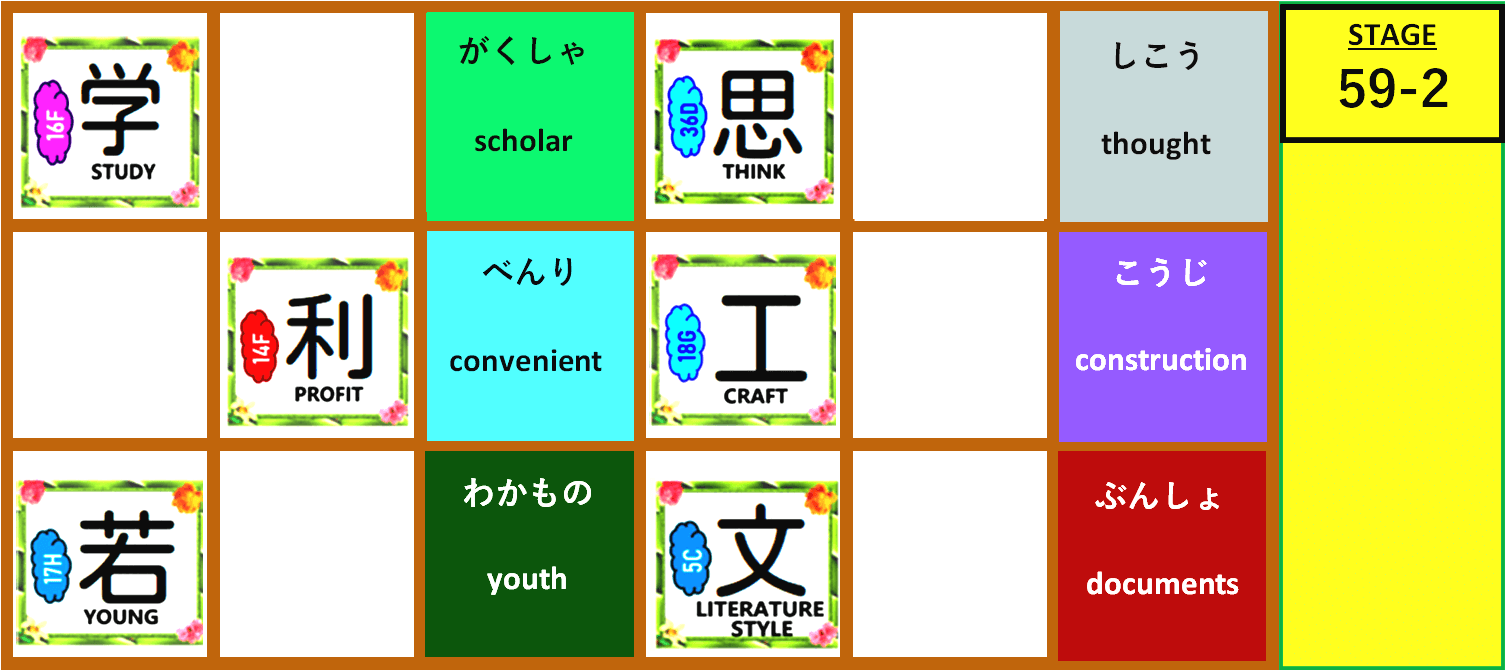 16F
学
STUDY
がくしゃ
scholar
36D
思
THINK
しこう
thought
STAGE
59-2
14F
利
PROFIT
べんり
convenient
18G
工
CRAFT
こうじ
construction
17H
若
YOUNG
わかもの
youth
5C
文
LITERATURE
STYLE
ぶんしょ
documents